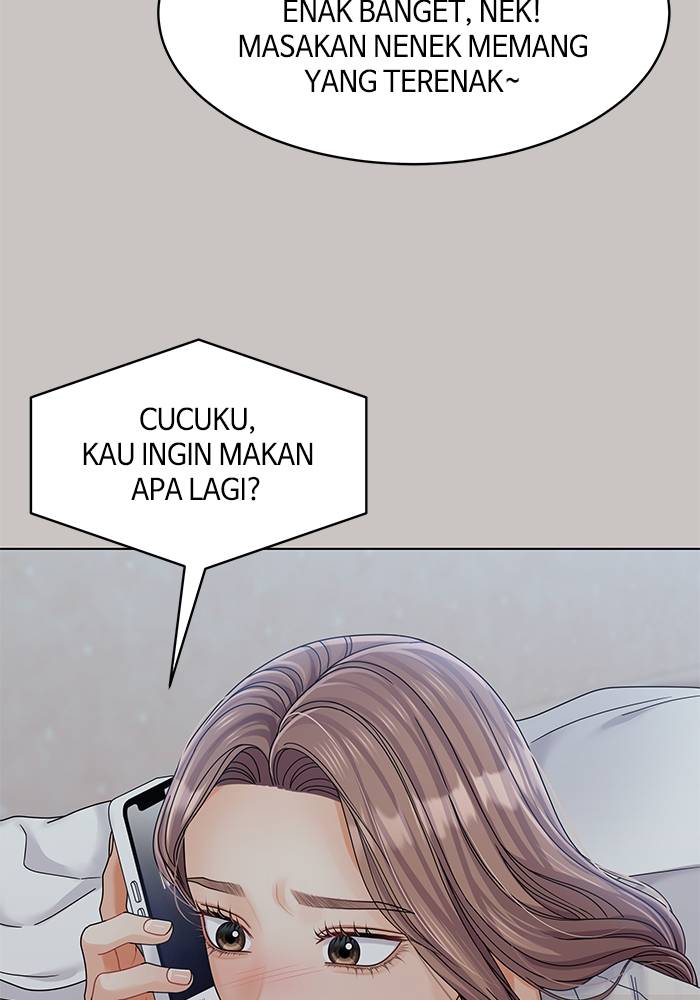 ENAK BANGET, NEK!
MASAKAN NENEK MEMANG
YANG TERENAK~
CUCUKU,
KAU INGIN MAKAN
APA LAGI?